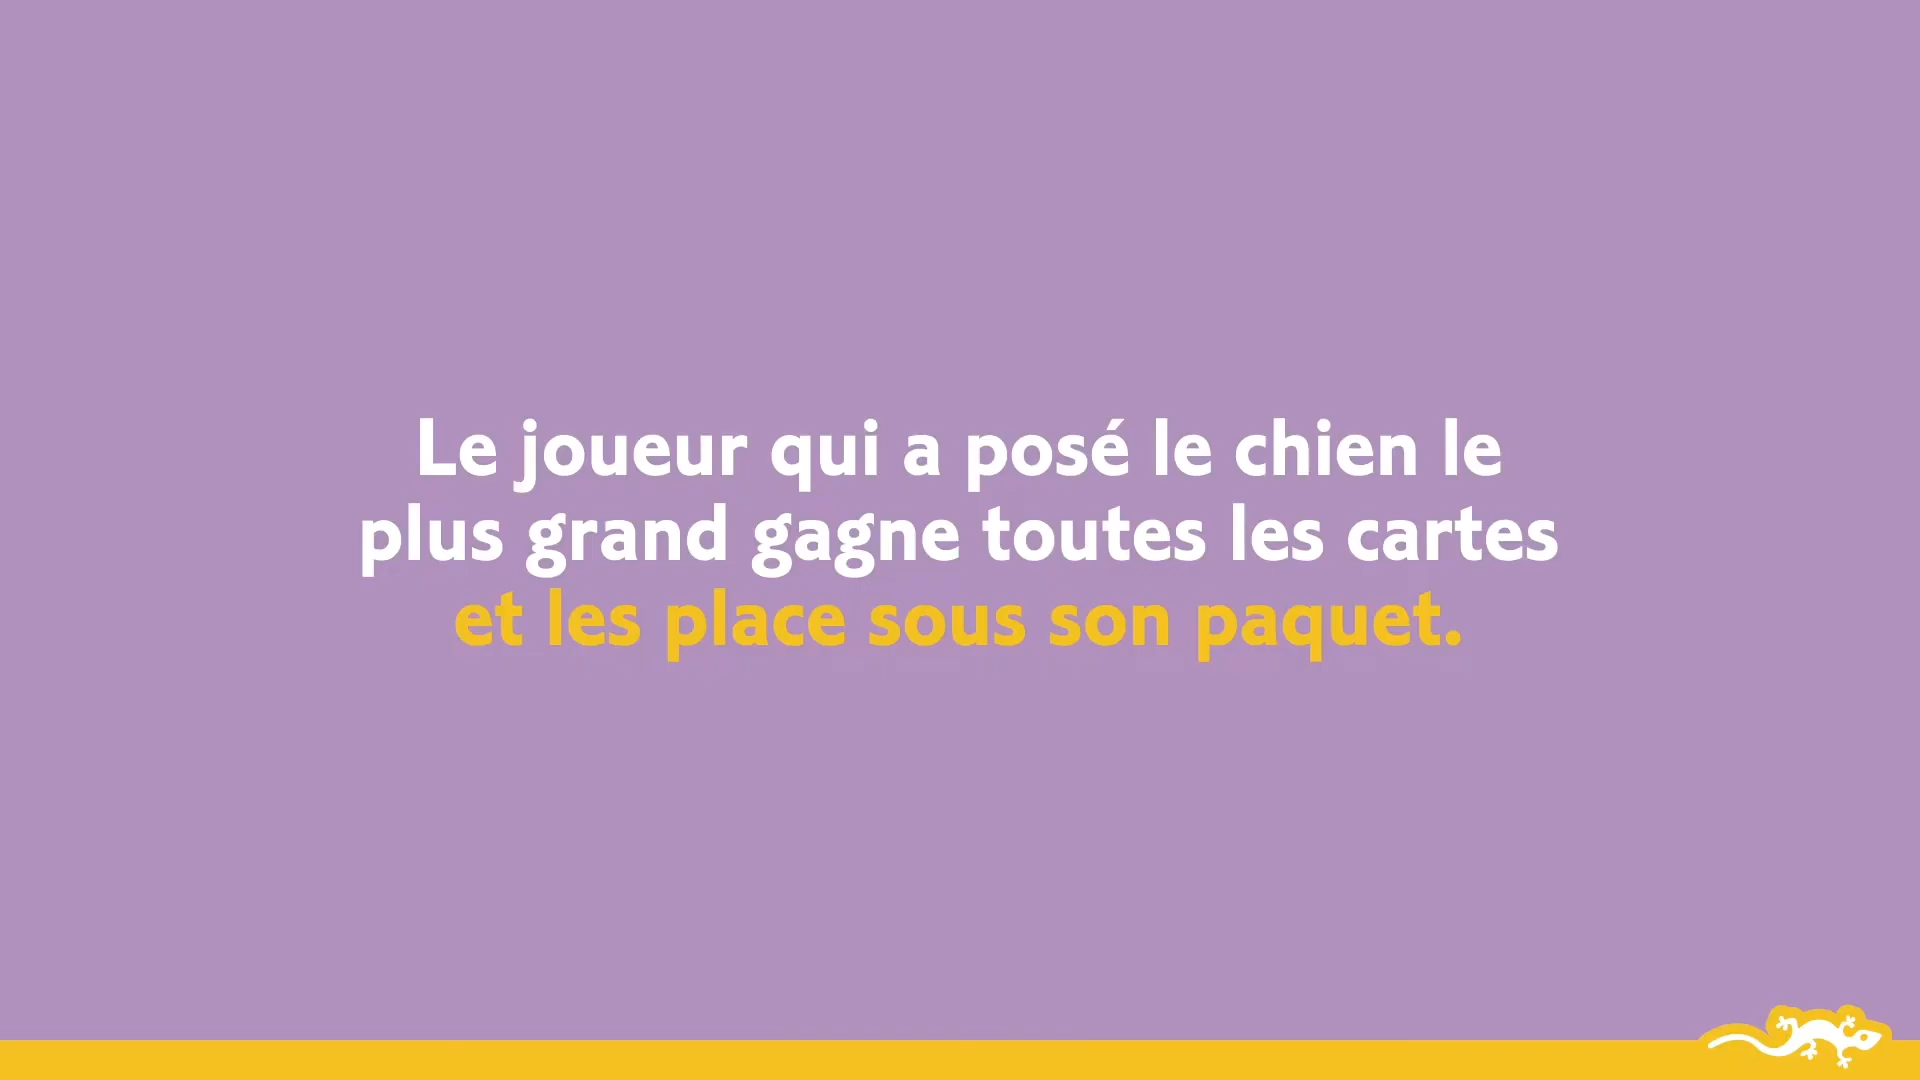 Le joueur qui a posé le chien le
plus grand gagne toutes les cartes
et les place sous son paquet.